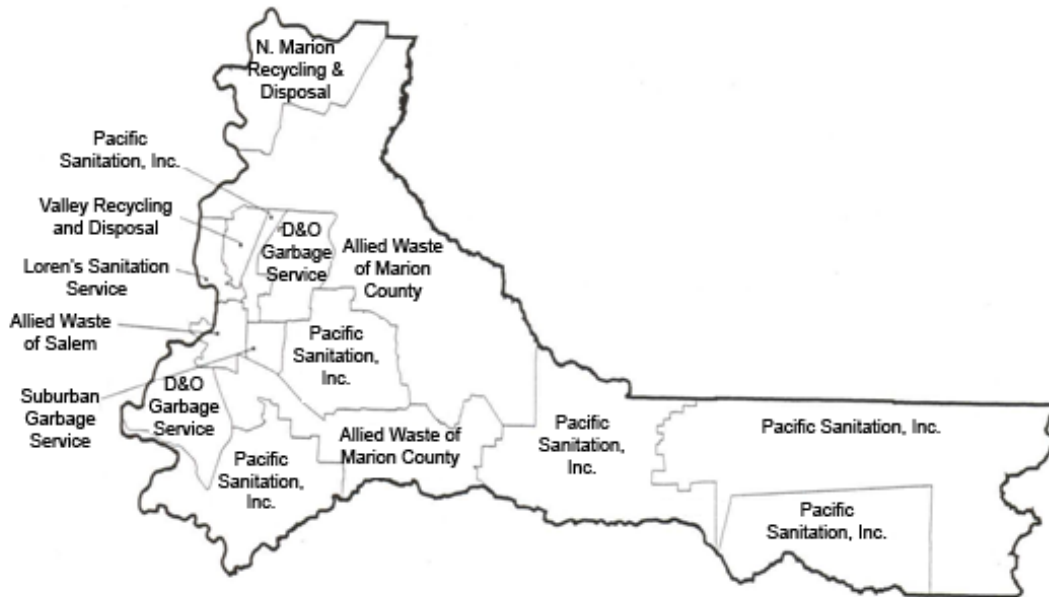 N. Marion
Recycling &
Disposal
Pacific
Sanitation, Inc.
Valley Recycling
and Disposal
D&O
Garbage
Service
Allied Waste
of Marion
County
Loren's Sanitation
Service
Allied Waste
of Salem
Pacific
Sanitation,
Inc.
Suburban
Garbage
Service
D&O
Garbage
Service
Pacific
Sanitation,
Inc.
Allied Waste of
Marion County
Pacific
Sanitation,
Inc.
Pacific Sanitation, Inc.
Pacific
Sanitation, Inc.